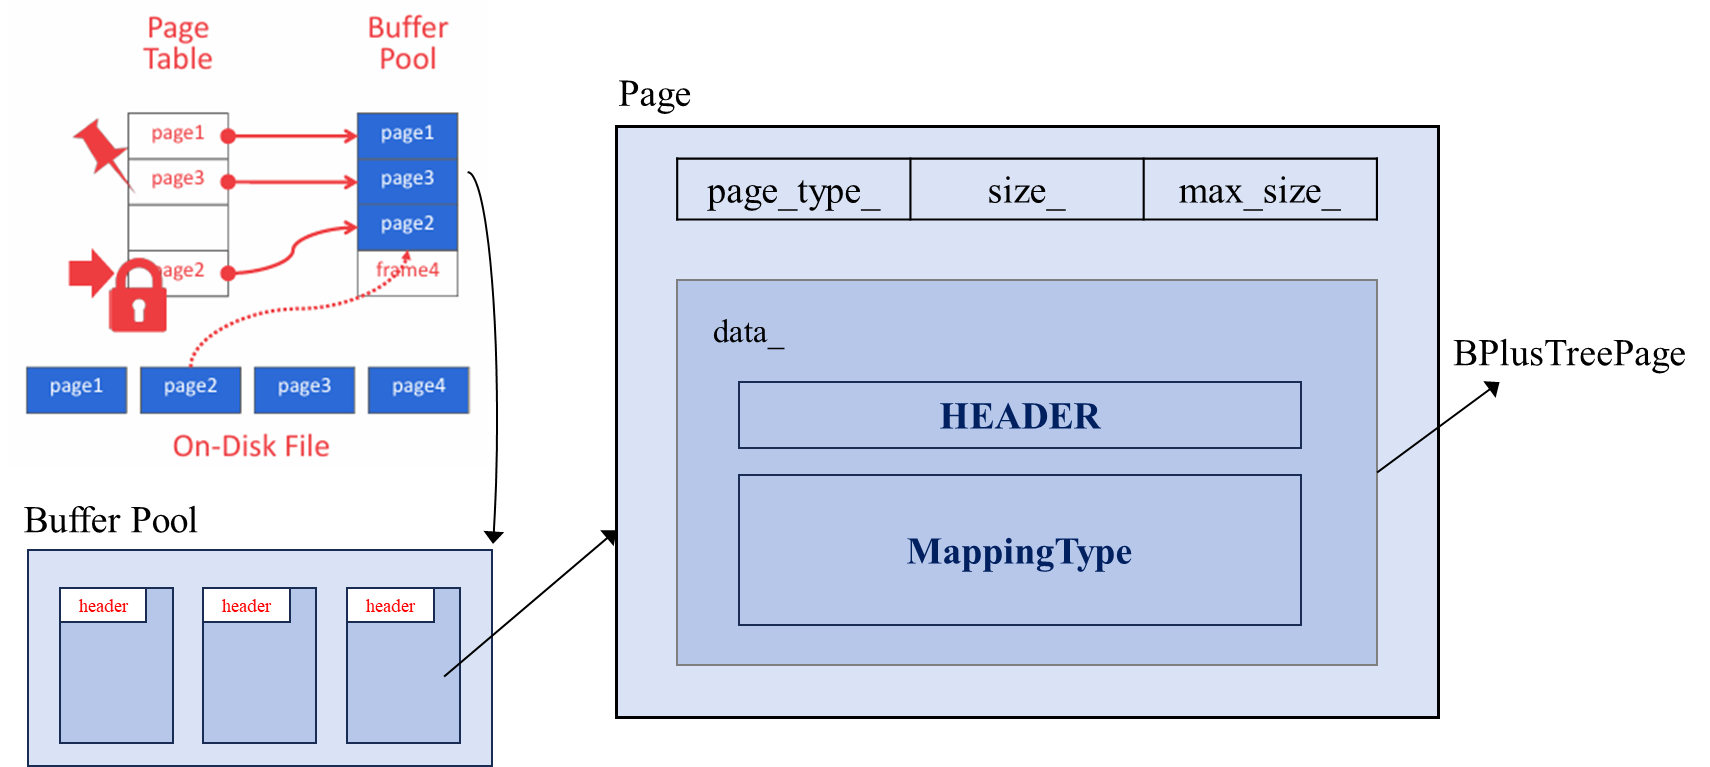 Page
Table
Buffer
Pool
page1
page3
page2
page1
page3
page2
frame4
page1
page2
page3
page4
On-Disk File
Buffer Pool
header
header
header
Page
page_type_
size_
max_size_
data_
HEADER
MappingType
BPlusTreePage